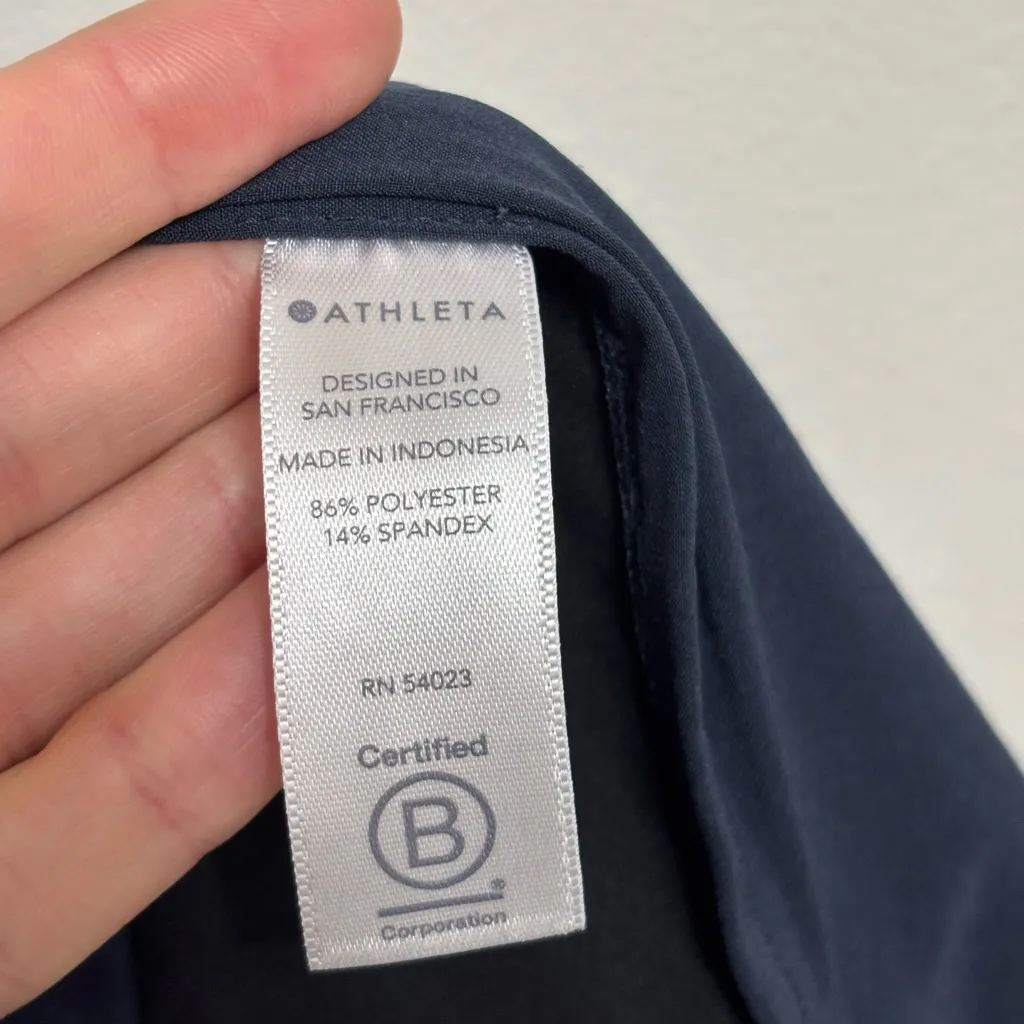 ATHLETA
DESIGNED IN
SAN FRANCISCO
MADE IN INDONESIA
86% POLYESTER
14% SPANDEX
RN 54023
Certified
B
®
Corporation